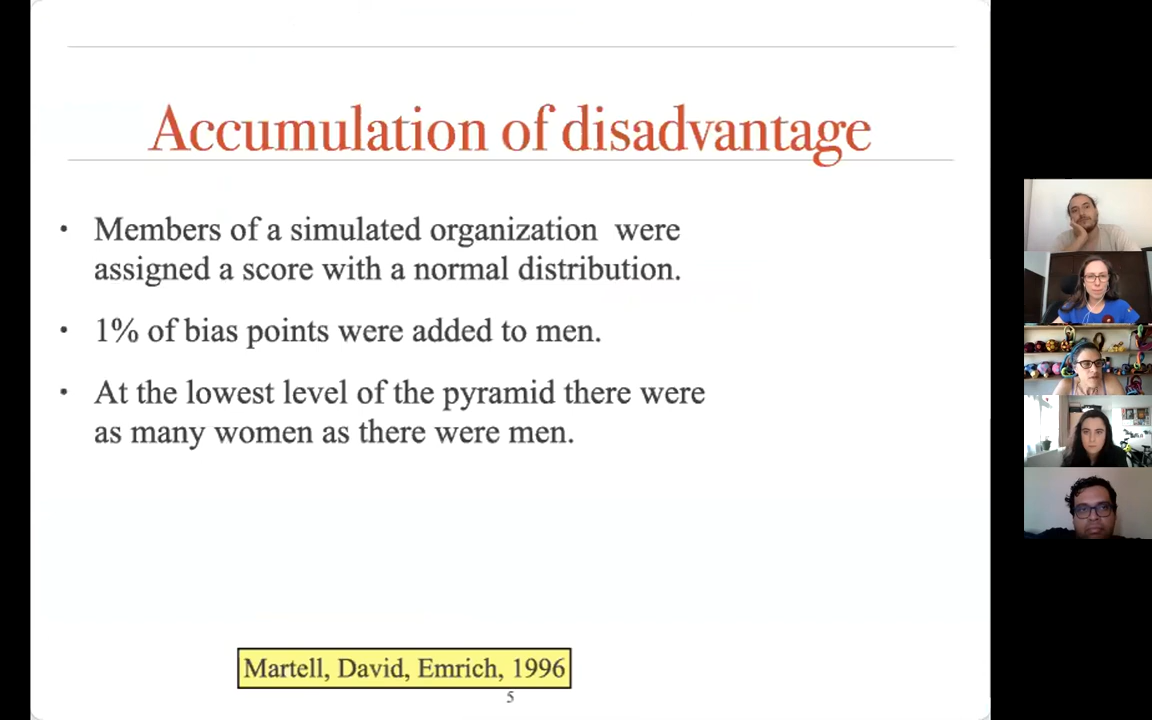 Accumulation of disadvantage
• Members of a simulated organization were
assigned a score with a normal distribution.
• 1% of bias points were added to men.
• At the lowest level of the pyramid there were
as many women as there were men.
Martell, David, Emrich, 1996
5